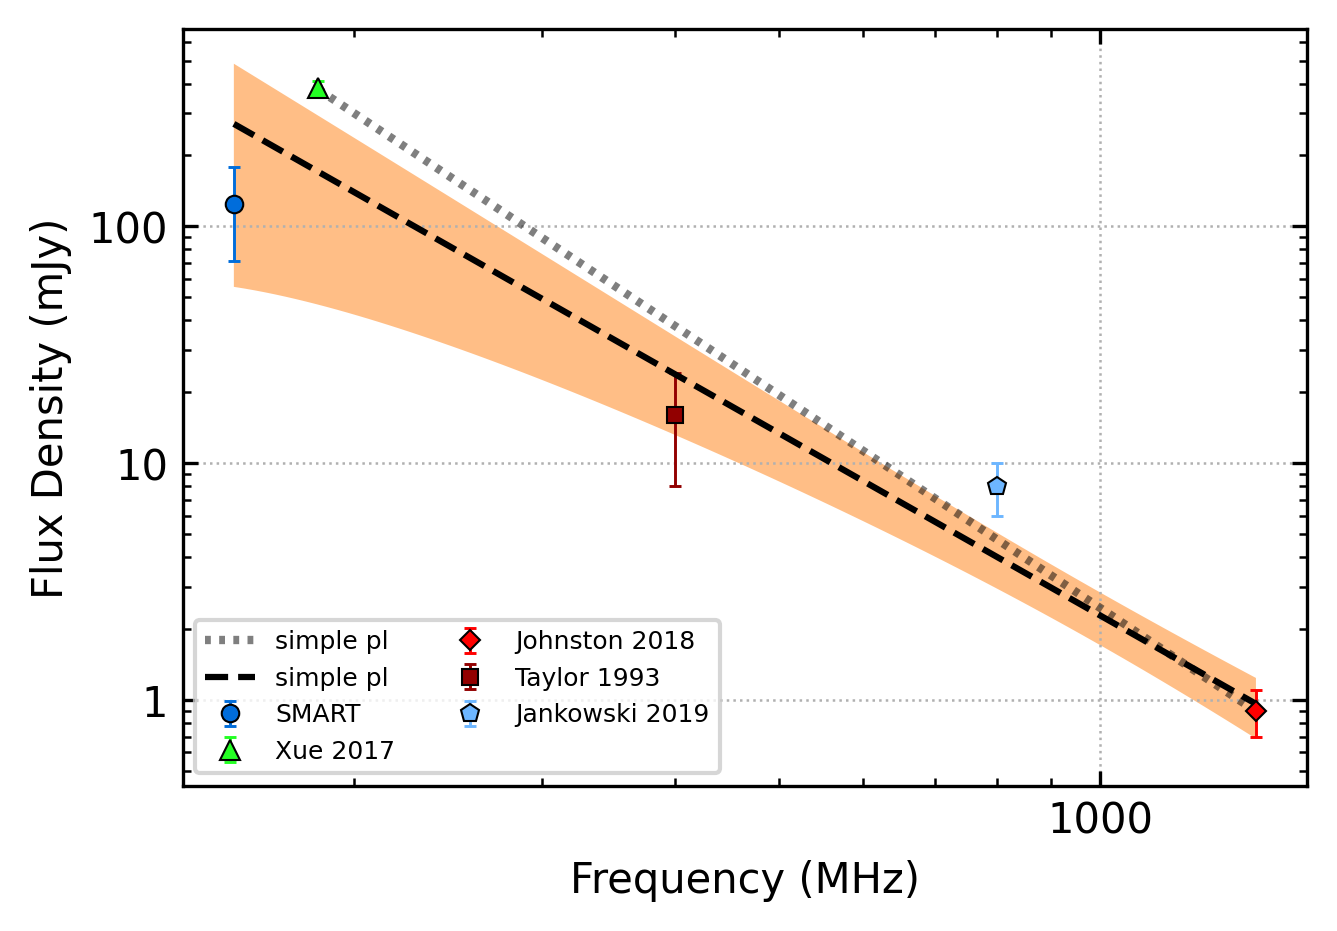 Flux Density (mJy)
100
10
1
simple pl
simple pl
SMART
Xue 2017
Johnston 2018
Taylor 1993
Jankowski 2019
1000
Frequency (MHz)